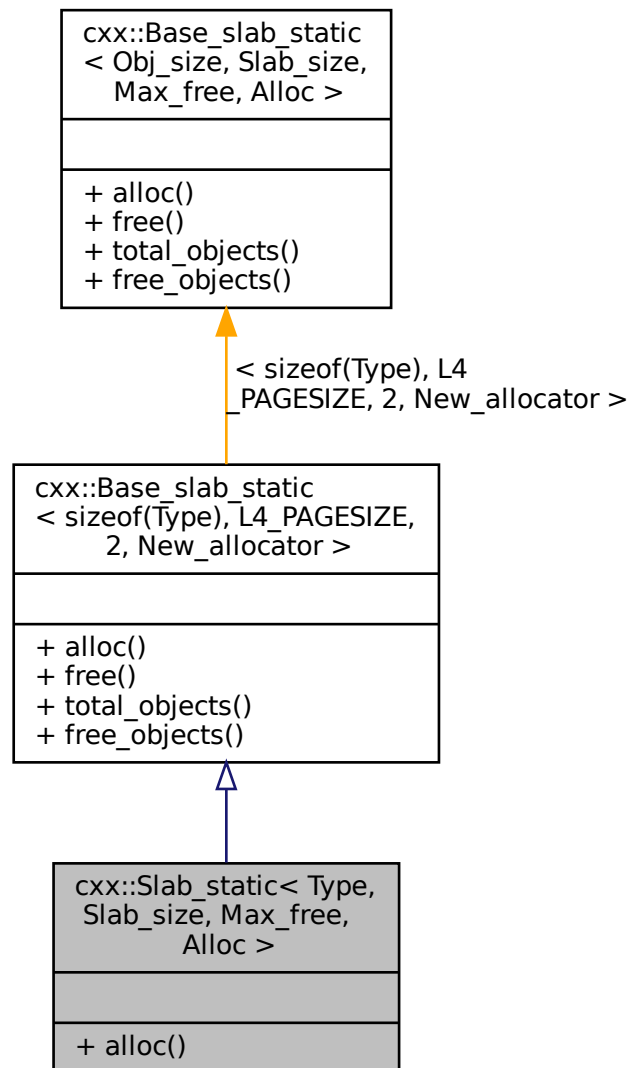 cxx::Base_slab_static
< Obj_size, Slab_size,
Max_free, Alloc >
+ alloc()
+ free()
+ total_objects()
+ free_objects()
< sizeof(Type), L4
_PAGESIZE, 2, New_allocator >
cxx::Base_slab_static
< sizeof(Type), L4_PAGESIZE,
2, New_allocator >
+ alloc()
+ free()
+ total_objects()
+ free_objects()
cxx::Slab_static< Type,
Slab_size, Max_free,
Alloc >
+ alloc()